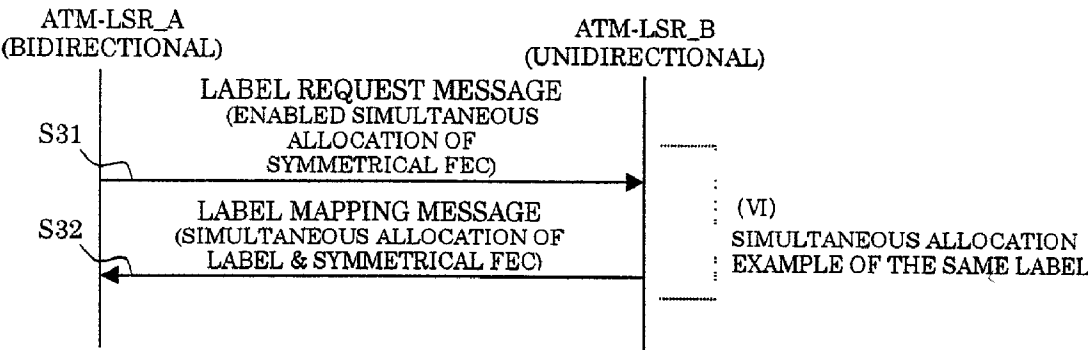 ATM-LSR_A
(BIDIRECTIONAL)
ATM-LSR_B
(UNIDIRECTIONAL)
LABEL REQUEST MESSAGE
(ENABLED SIMULTANEOUS
ALLOCATION OF
SYMMETRICAL FEC)
S31
LABEL MAPPING MESSAGE
(SIMULTANEOUS ALLOCATION OF
LABEL & SYMMETRICAL FEC)
S32
(VI)
SIMULTANEOUS ALLOCATION
EXAMPLE OF THE SAME LABEL